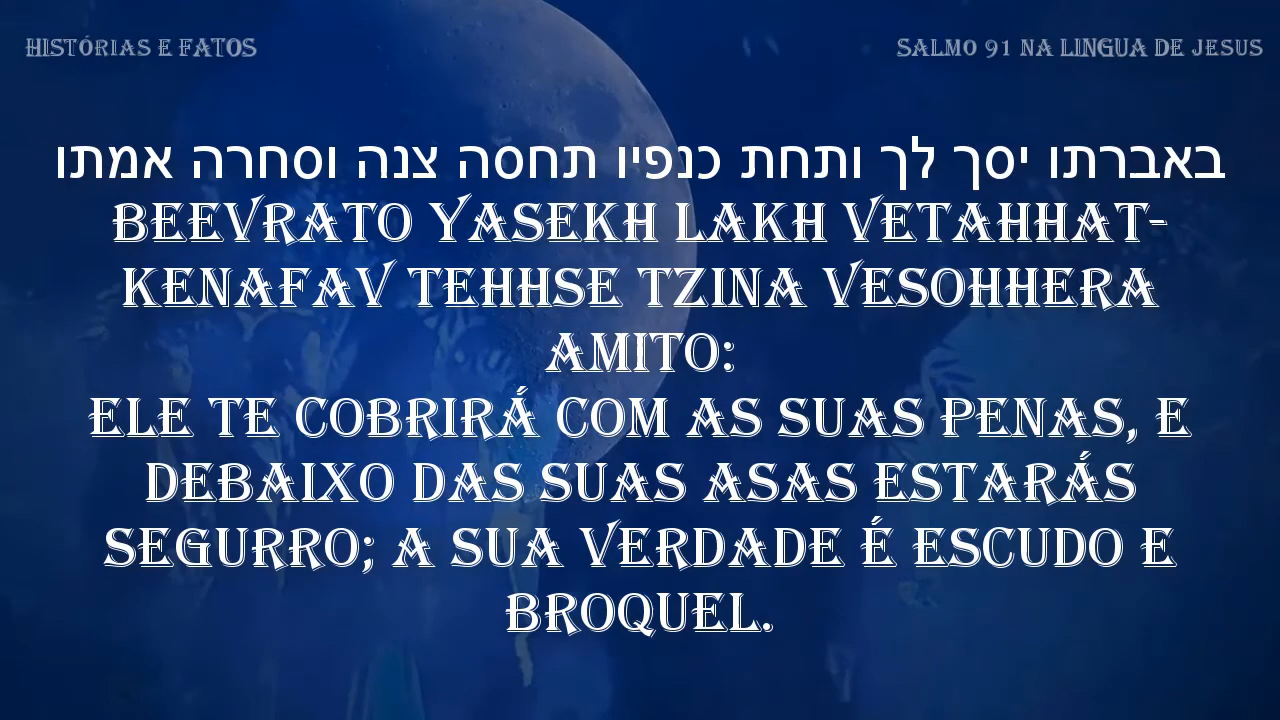 HISTÓRIAS E FATOS
SALMO 91 NA LINGUA DE JESUS
באברתו יסך לך ותחת כנפיו תחסה צנה וסחרה אמתו
BEEVRATO YASEKH LAKH VETAHHAT-
KENAFAV TEHHSE TZINA VESOHHERA
AMITO:
ELE TE COBRIRÁ COM AS SUAS PENAS, E
DEBAIXO DAS SUAS ASAS ESTARÁS
SEGURRO; A SUA VERDADE É ESCUDO E
BROQUEL.